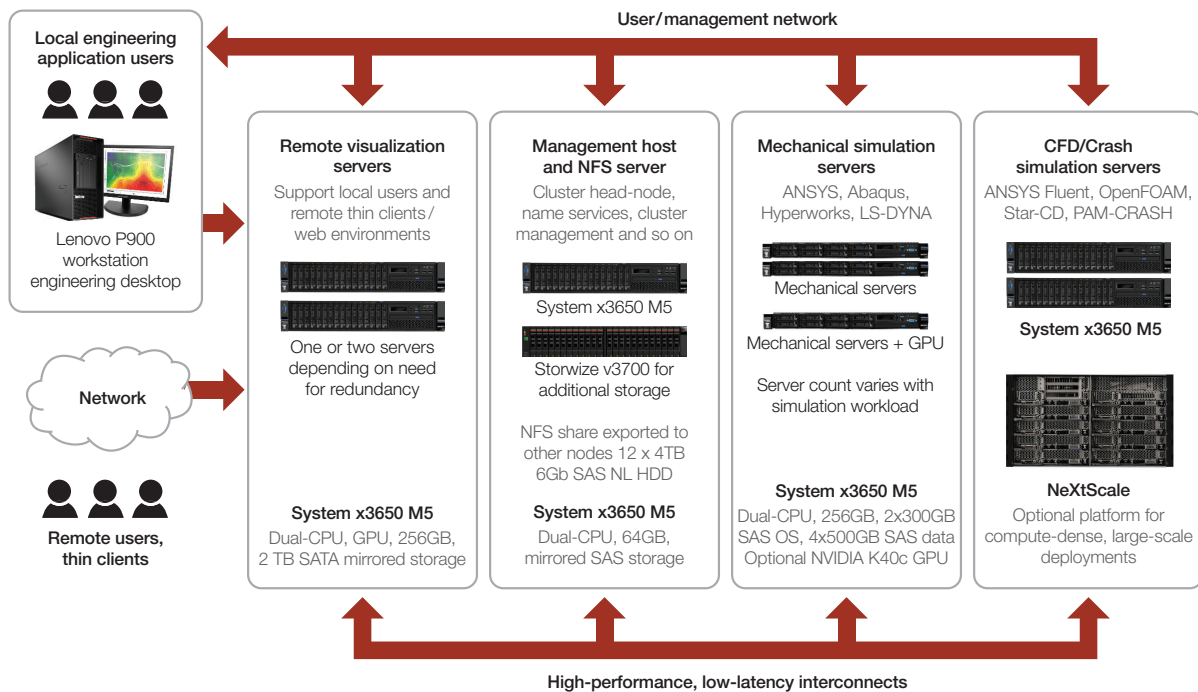 User/management network
Local engineering
application users
Lenovo P900
workstation
engineering desktop
Network
Remote users,
thin clients
Remote visualization
servers
Support local users and
remote thin clients/
web environments
One or two servers
depending on need
for redundancy
System x3650 M5
Dual-CPU, GPU, 256GB,
2 TB SATA mirrored storage
Management host
and NFS server
Cluster head-node,
name services, cluster
management and so on
System x3650 M5
Storwize v3700 for
additional storage
NFS share exported to
other nodes 12 x 4TB
6Gb SAS NL HDD
System x3650 M5
Dual-CPU, 64GB,
mirrored SAS storage
Mechanical simulation
servers
ANSYS, Abaqus,
Hyperworks, LS-DYNA
Mechanical servers
Mechanical servers + GPU
Server count varies with
simulation workload
System x3650 M5
Dual-CPU, 256GB, 2x300GB
SAS OS, 4x500GB SAS data
Optional NVIDIA K40c GPU
CFD/Crash
simulation servers
ANSYS Fluent, OpenFOAM,
Star-CD, PAM-CRASH
System x3650 M5
NeXtScale
Optional platform for
compute-dense, large-scale
deployments
High-performance, low-latency interconnects